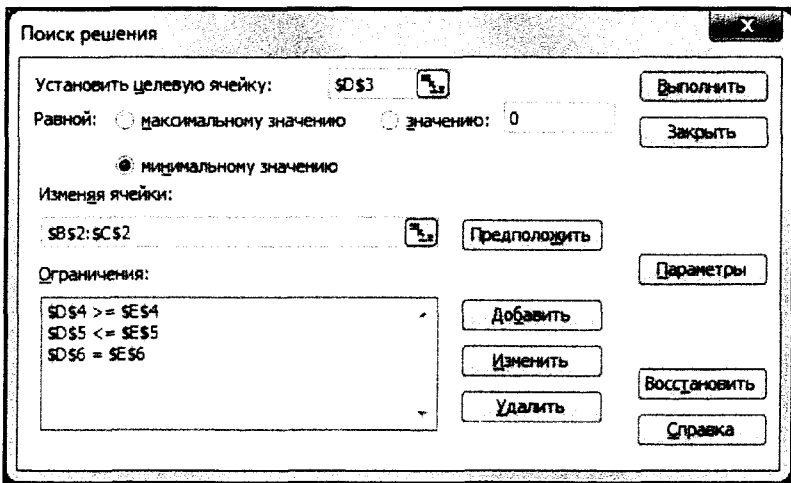 Поиск решения
X
Установить целевую ячейку: $D$3
Выполнить
Равной: максимальному значению значению: 0
Закрыть
минимальному значению
Изменяя ячейки:
$B$2:$C$2
Предположить
Ограничения:
Параметры
$D$4 >= $E$4
$D$5 <= $E$5
$D$6 = $E$6
Добавить
Изменить
Удалить
Восстановить
Справка